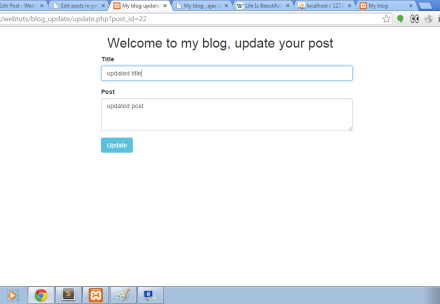 Edit Post - Web
Edit posts in yo
My blog update
My blog , ajax
Life Is Beautiful
localhost / 127
My blog
/webtuts/blog_update/update.php?post_id=22
Welcome to my blog, update your post
Title
updated title
Post
updated post
Update